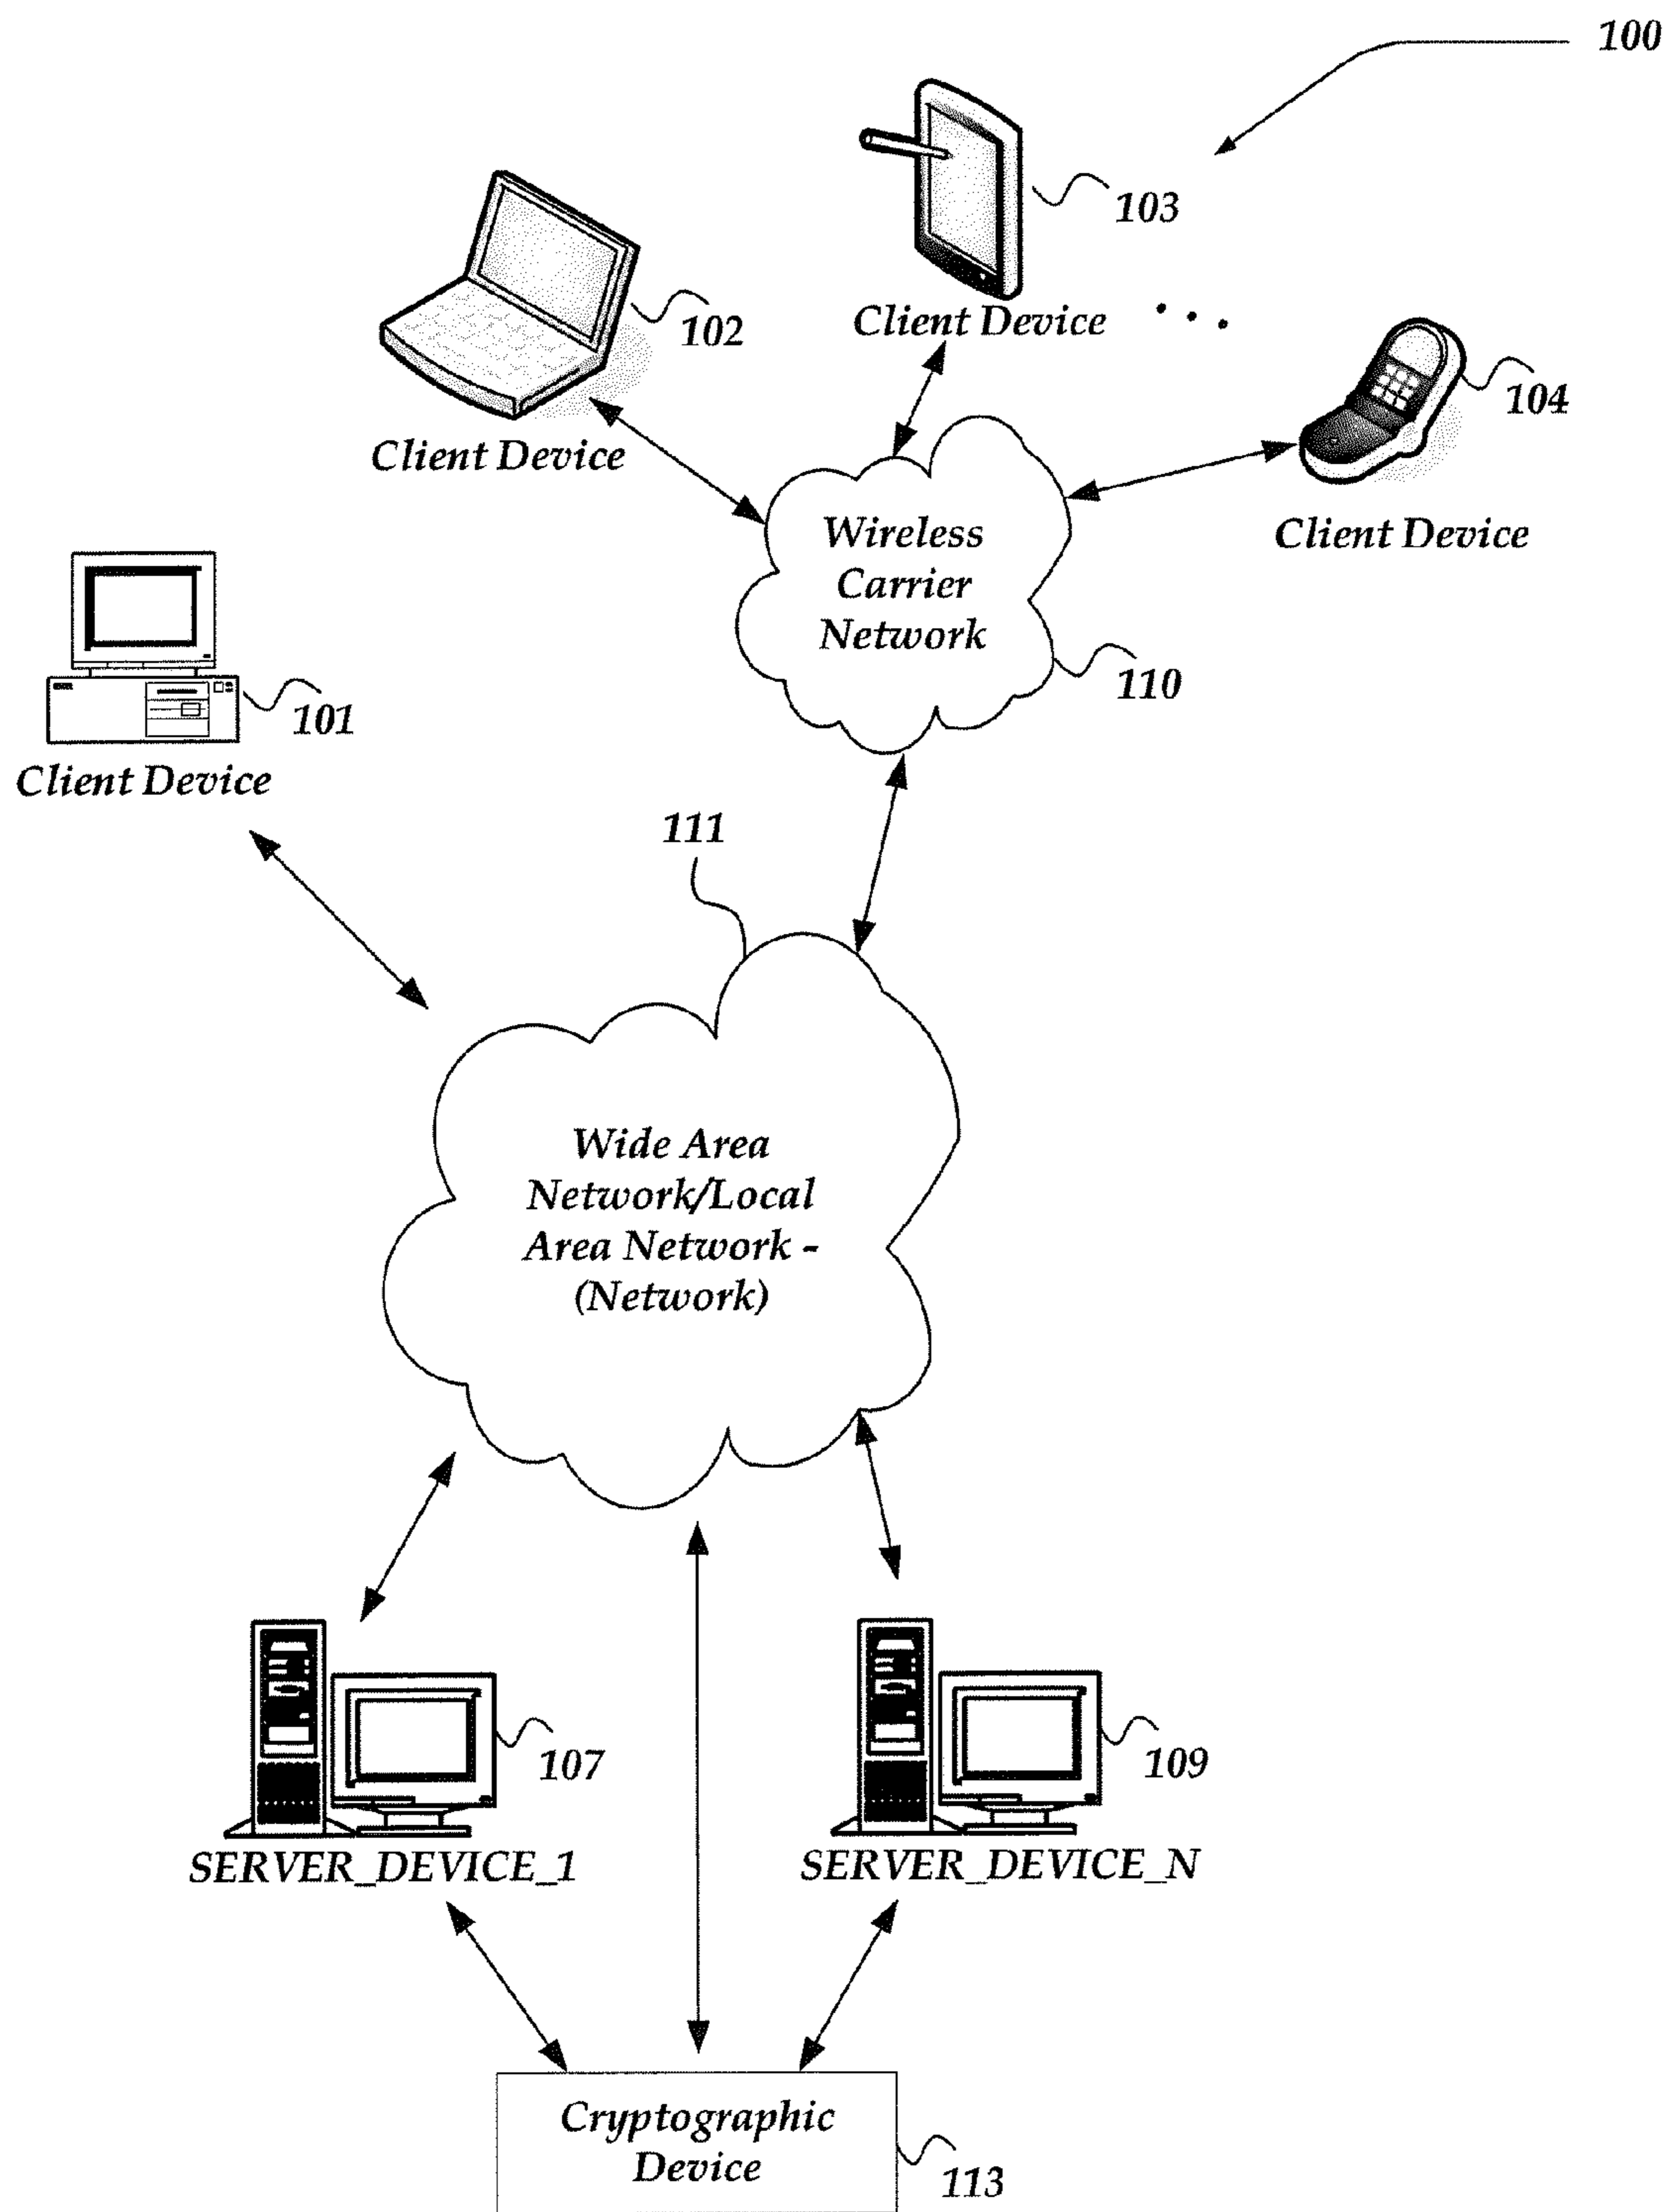 100
103
102
Client Device
. . .
104
Client Device
Client Device
Wireless
Carrier
Network
110
101
Client Device
111
Wide Area
Network/Local
Area Network -
(Network)
107
109
SERVER_DEVICE_1
SERVER_DEVICE_N
Cryptographic
Device
113